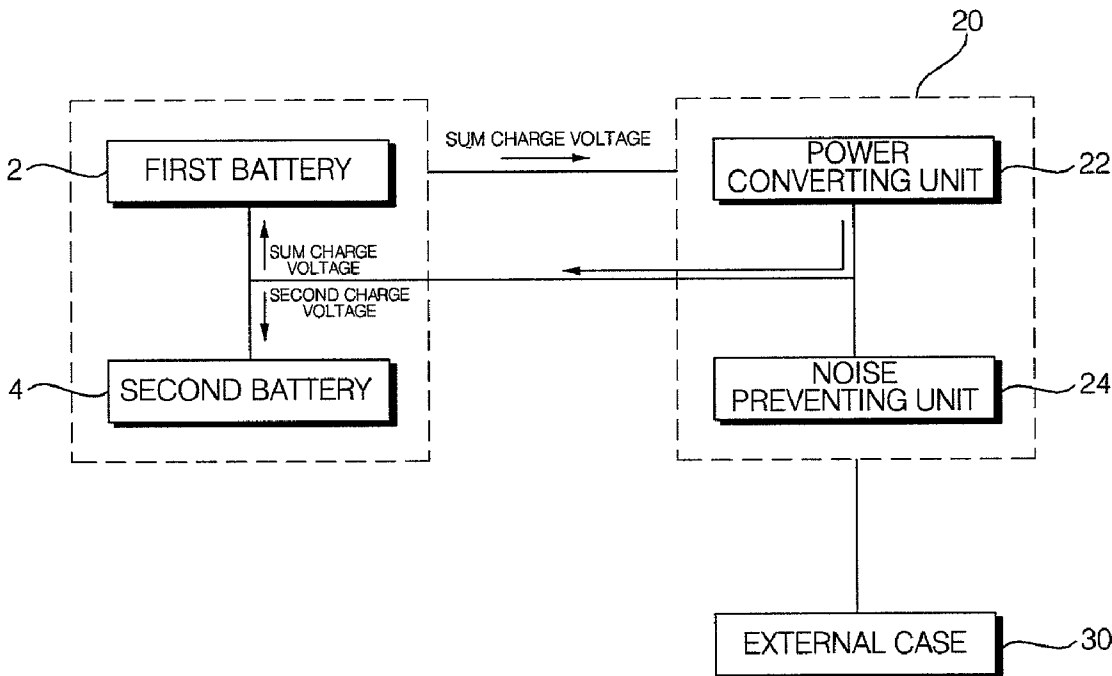 20
SUM CHARGE VOLTAGE
2
FIRST BATTERY
POWER
CONVERTING UNIT
22
SUM CHARGE
VOLTAGE
SECOND CHARGE
VOLTAGE
4
SECOND BATTERY
NOISE
PREVENTING UNIT
24
EXTERNAL CASE
30